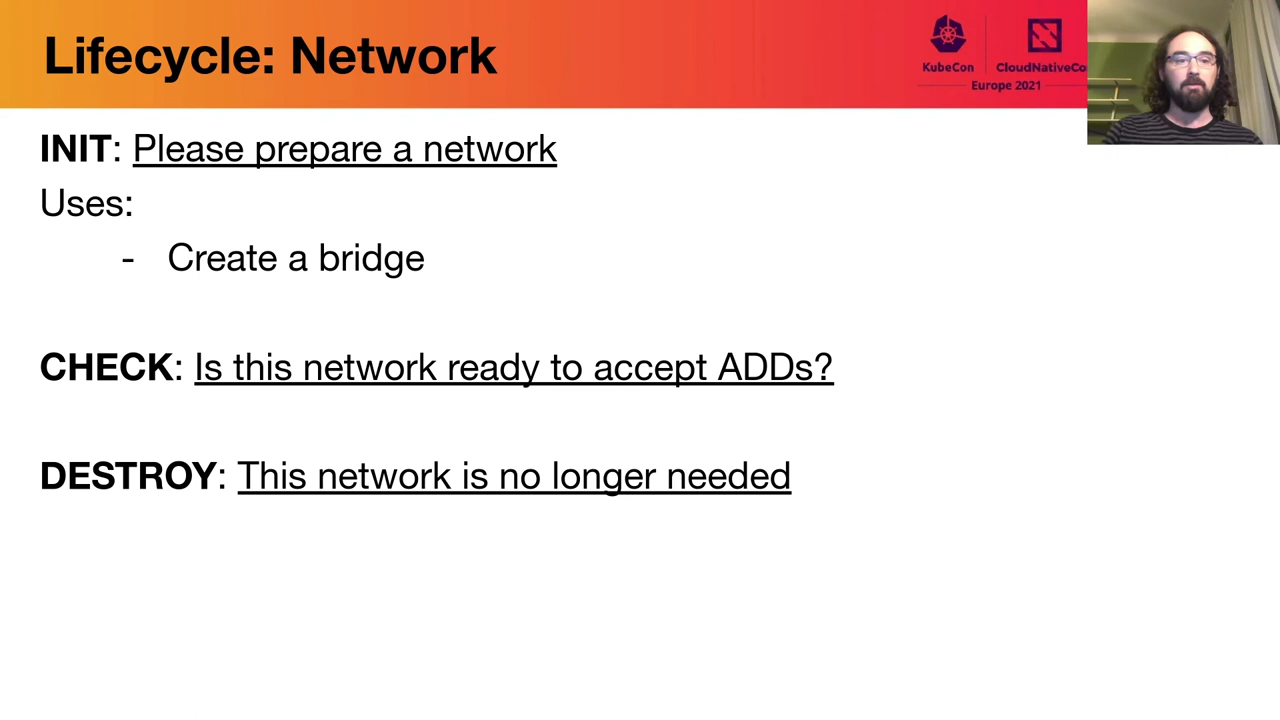 Lifecycle: Network
KubeCon
CloudNativeCo
Europe 2021
INIT: Please prepare a network
Uses:
- Create a bridge
CHECK: Is this network ready to accept ADDs?
DESTROY: This network is no longer needed